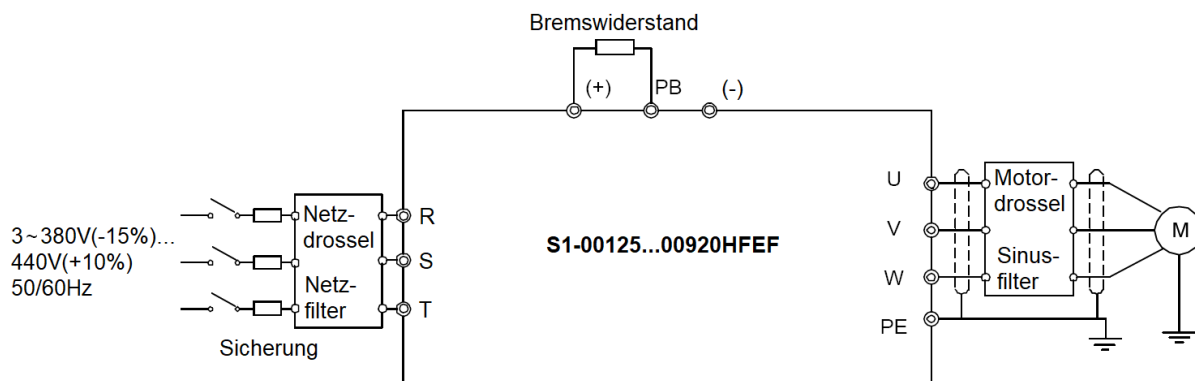 Bremswiderstand
(+)
PB
(-)
3~380V(-15%)...
440V(+10%)
50/60Hz
Sicherung
Netz-
drossel
Netz-
filter
R
S
T
S1-00125...00920HFEF
U
V
W
PE
Motor-
drossel
Sinus-
filter
M